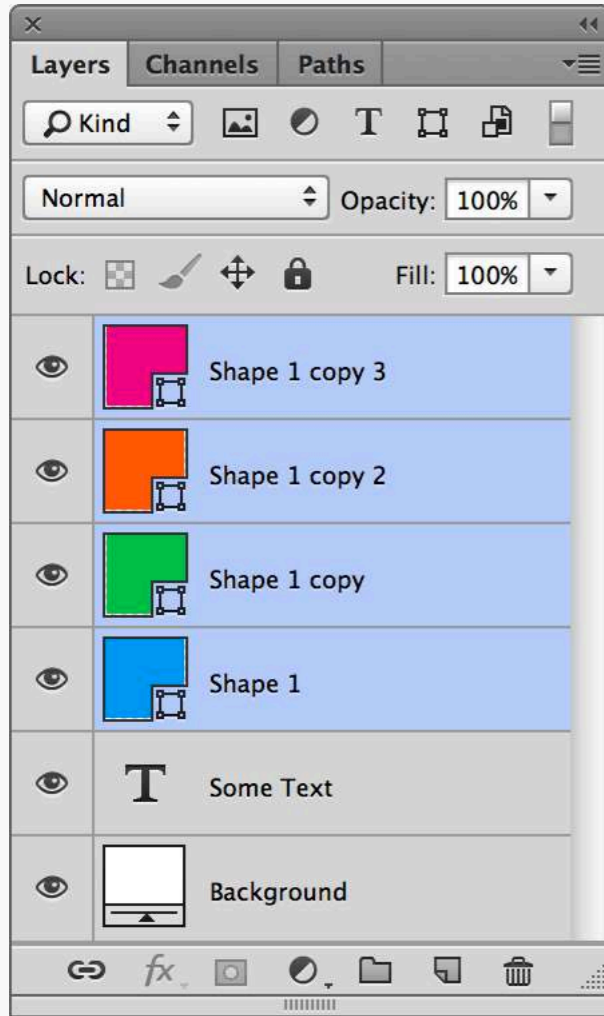 Layers Channels Paths
Kind
Normal Opacity: 100%
Lock: Fill: 100%
Shape 1 copy 3
Shape 1 copy 2
Shape 1 copy
Shape 1
Some Text
Background
fx